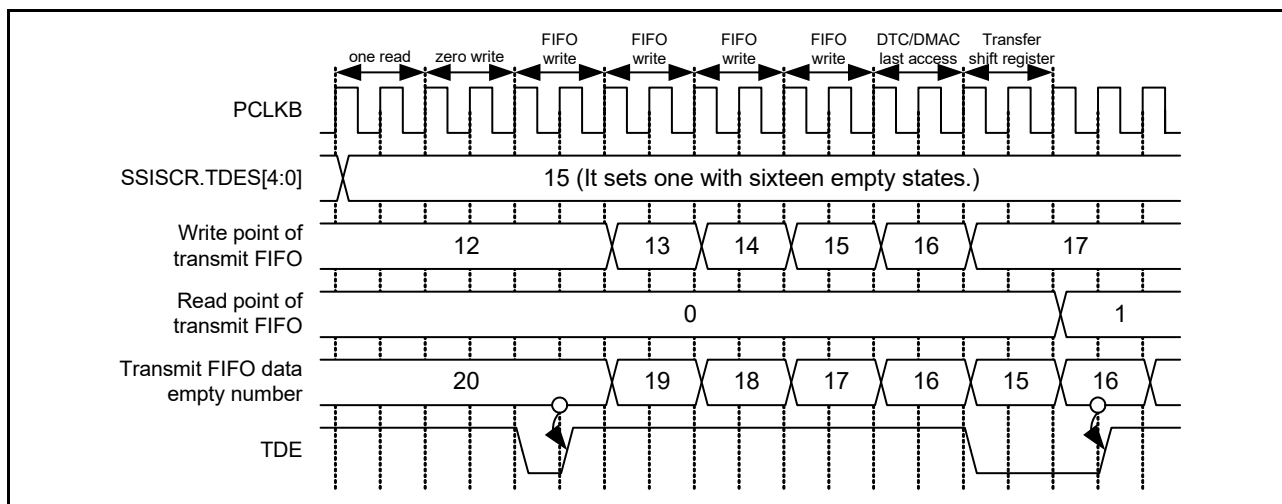 one read
zero write
FIFO
write
FIFO
write
FIFO
write
FIFO
write
DTC/DMAC
last access
Transfer
shift register
PCLKB
SSISCR.TDES[4:0]
15 (It sets one with sixteen empty states.)
Write point of
transmit FIFO
12
13
14
15
16
17
Read point of
transmit FIFO
0
1
Transmit FIFO data
empty number
20
19
18
17
16
15
16
TDE